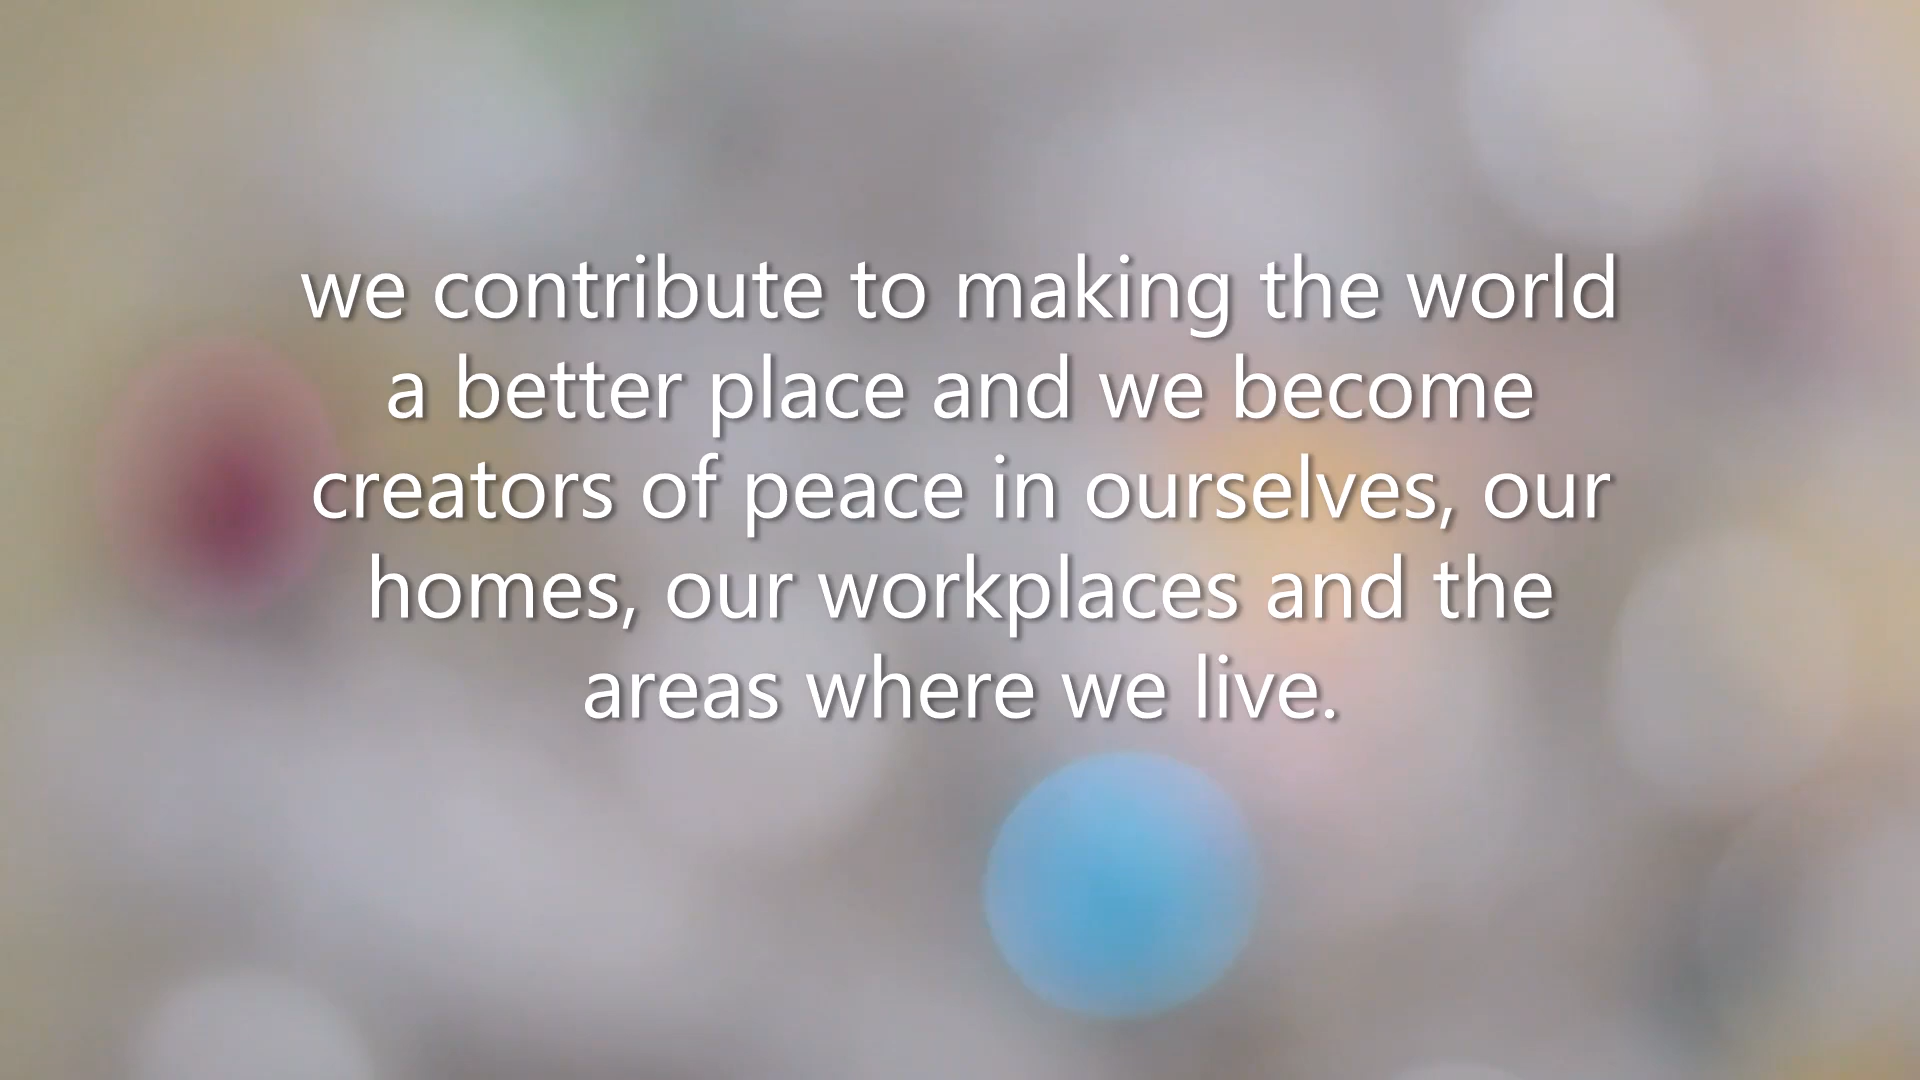 we contribute to making the world
a better place and we become
creators of peace in ourselves, our
homes, our workplaces and the
areas where we live.